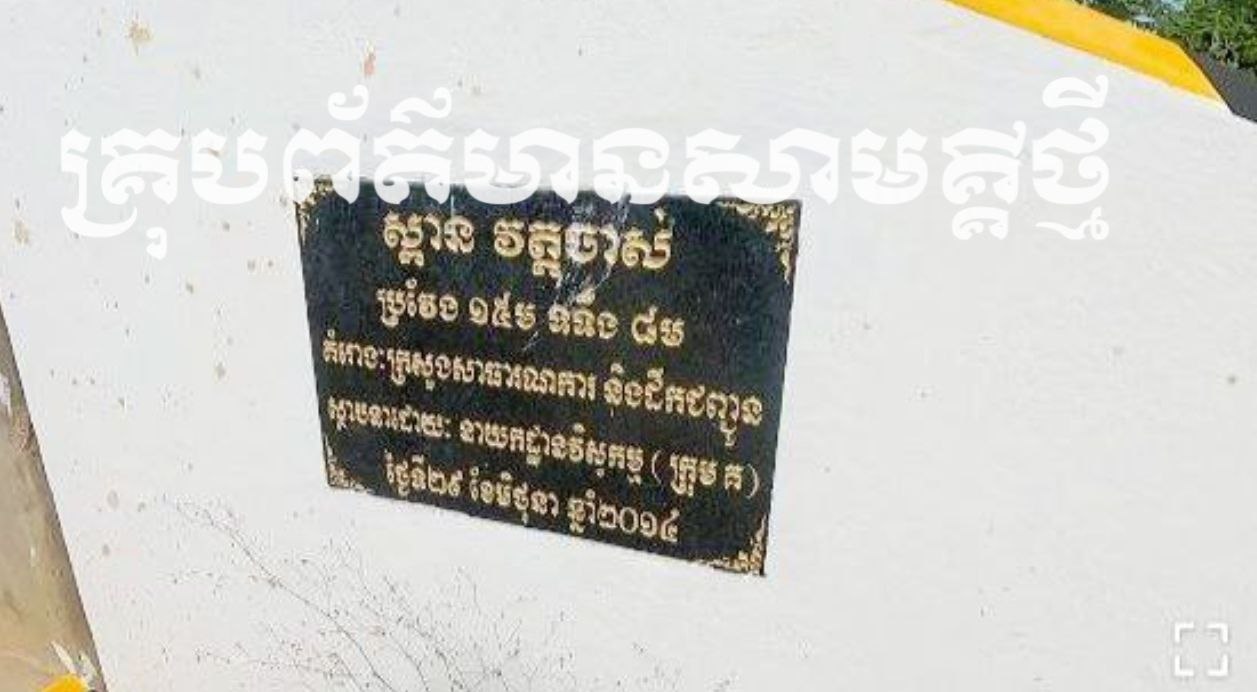 គ្រុបព័ត៌មានសាមគ្គីថ្មី
ស្ពាន វត្តចាស់
ប្រវែង ១៥ម ទទឹង ៨ម
គំរោងៈក្រសួងសាធារណការ និងដឹកជញ្ជូន
ស្ថាបនាដោយៈ នាយកដ្ឋានវិស្វកម្ម ( ក្រុម គ )
ថ្ងៃទី២៩ ខែមិថុនា ឆ្នាំ២០១៤